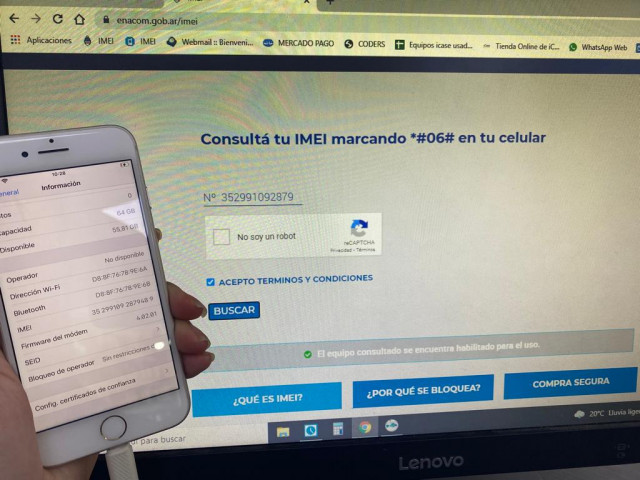 enacom.gob.ar/imei
Aplicaciones IMEI IMEI Webmail :: Bienveni... MERCADO PAGO CODERS Equipos icase usad... Tienda Online de iC... WhatsApp Web
Consultá tu IMEI marcando *#06# en tu celular
Nº 352991092879
No soy un robot
reCAPTCHA
Privacidad - Términos
ACEPTO TERMINOS Y CONDICIONES
BUSCAR
El equipo consultado se encuentra habilitado para el uso.
¿QUÉ ES IMEI?
¿POR QUÉ SE BLOQUEA?
COMPRA SEGURA
para buscar
20°C Lluvia lig
Lenovo
10:28
eneral Información
tos 0
apacidad 64 GB
Disponible 55,81 GB
Operador No disponible
Dirección Wi-Fi D8:8F:76:78:9E:6A
Bluetooth D8:8F:76:78:9E:6B
IMEI 35 299109 287948 9
Firmware del módem 4.02.01
SEID
Bloqueo de operador Sin restricciones
Config. certificados de confianza